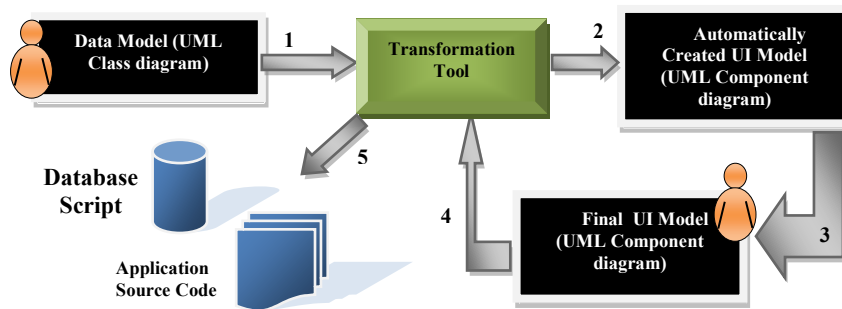 Data Model (UML
Class diagram)
1
Transformation
Tool
2
Automatically
Created UI Model
(UML Component
diagram)
3
Final UI Model
(UML Component
diagram)
4
5
Database
Script
Application
Source Code